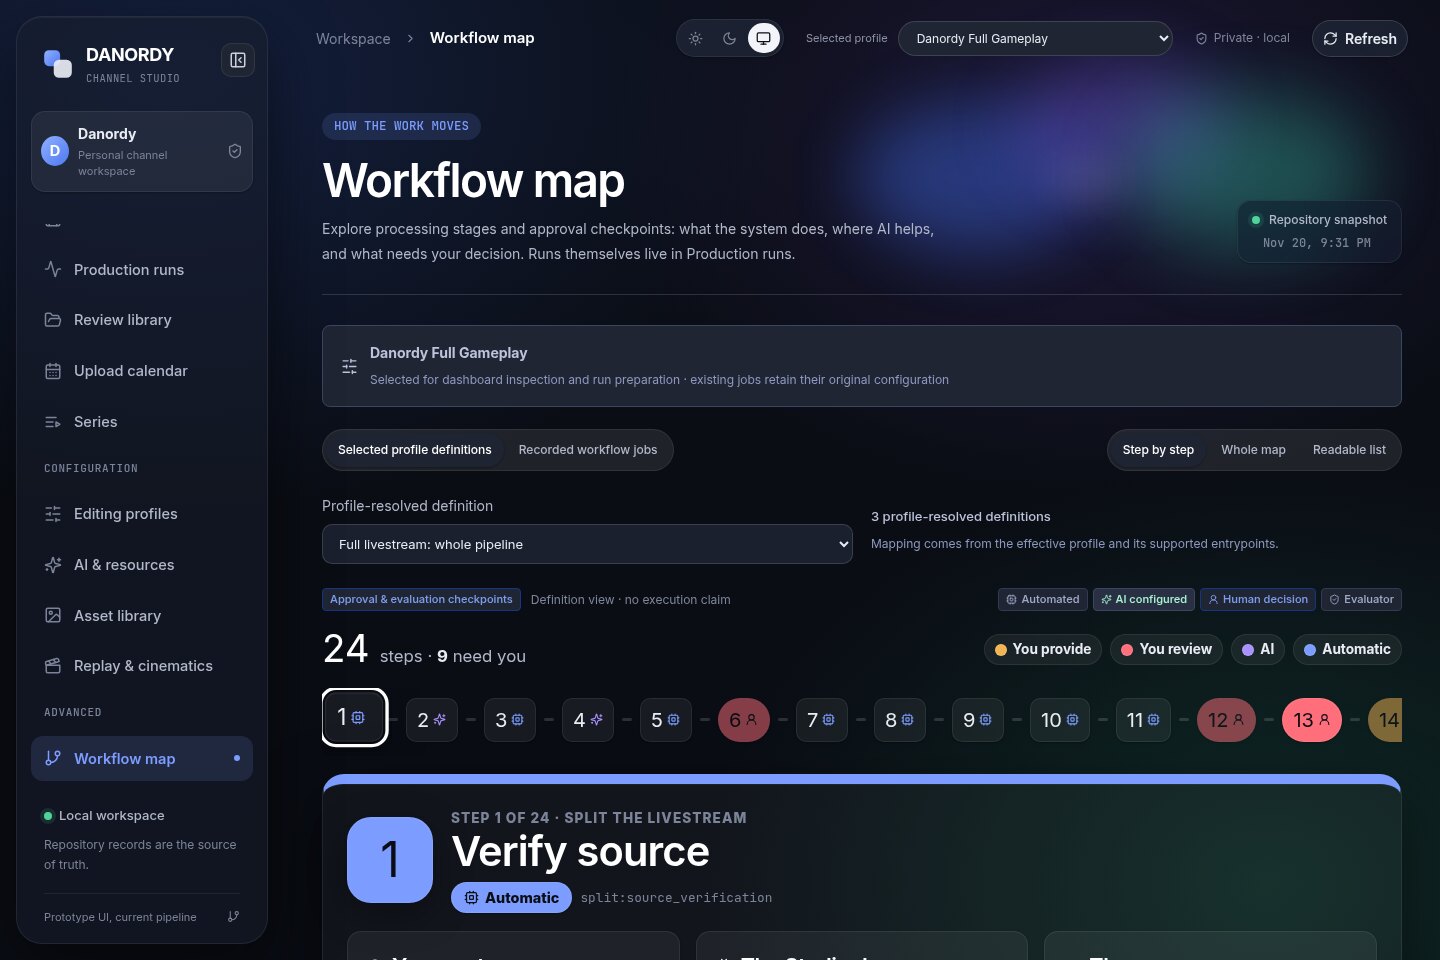 DANORDY
CHANNEL STUDIO
D
Danordy
Personal channel
workspace
Production runs
Review library
Upload calendar
Series
CONFIGURATION
Editing profiles
AI & resources
Asset library
Replay & cinematics
ADVANCED
Workflow map
Local workspace
Repository records are the source
of truth.
Prototype UI, current pipeline
Workspace > Workflow map
Selected profile
Danordy Full Gameplay
Private · local
Refresh
HOW THE WORK MOVES
Workflow map
Explore processing stages and approval checkpoints: what the system does, where AI helps,
and what needs your decision. Runs themselves live in Production runs.
Repository snapshot
Nov 20, 9:31 PM
Danordy Full Gameplay
Selected for dashboard inspection and run preparation · existing jobs retain their original configuration
Selected profile definitions
Recorded workflow jobs
Step by step
Whole map
Readable list
Profile-resolved definition
Full livestream: whole pipeline
3 profile-resolved definitions
Mapping comes from the effective profile and its supported entrypoints.
Approval & evaluation checkpoints
Definition view · no execution claim
Automated
AI configured
Human decision
Evaluator
24 steps · 9 need you
You provide
You review
AI
Automatic
1
2
3
4
5
6
7
8
9
10
11
12
13
14
1
STEP 1 OF 24 · SPLIT THE LIVESTREAM
Verify source
Automatic
split:source_verification